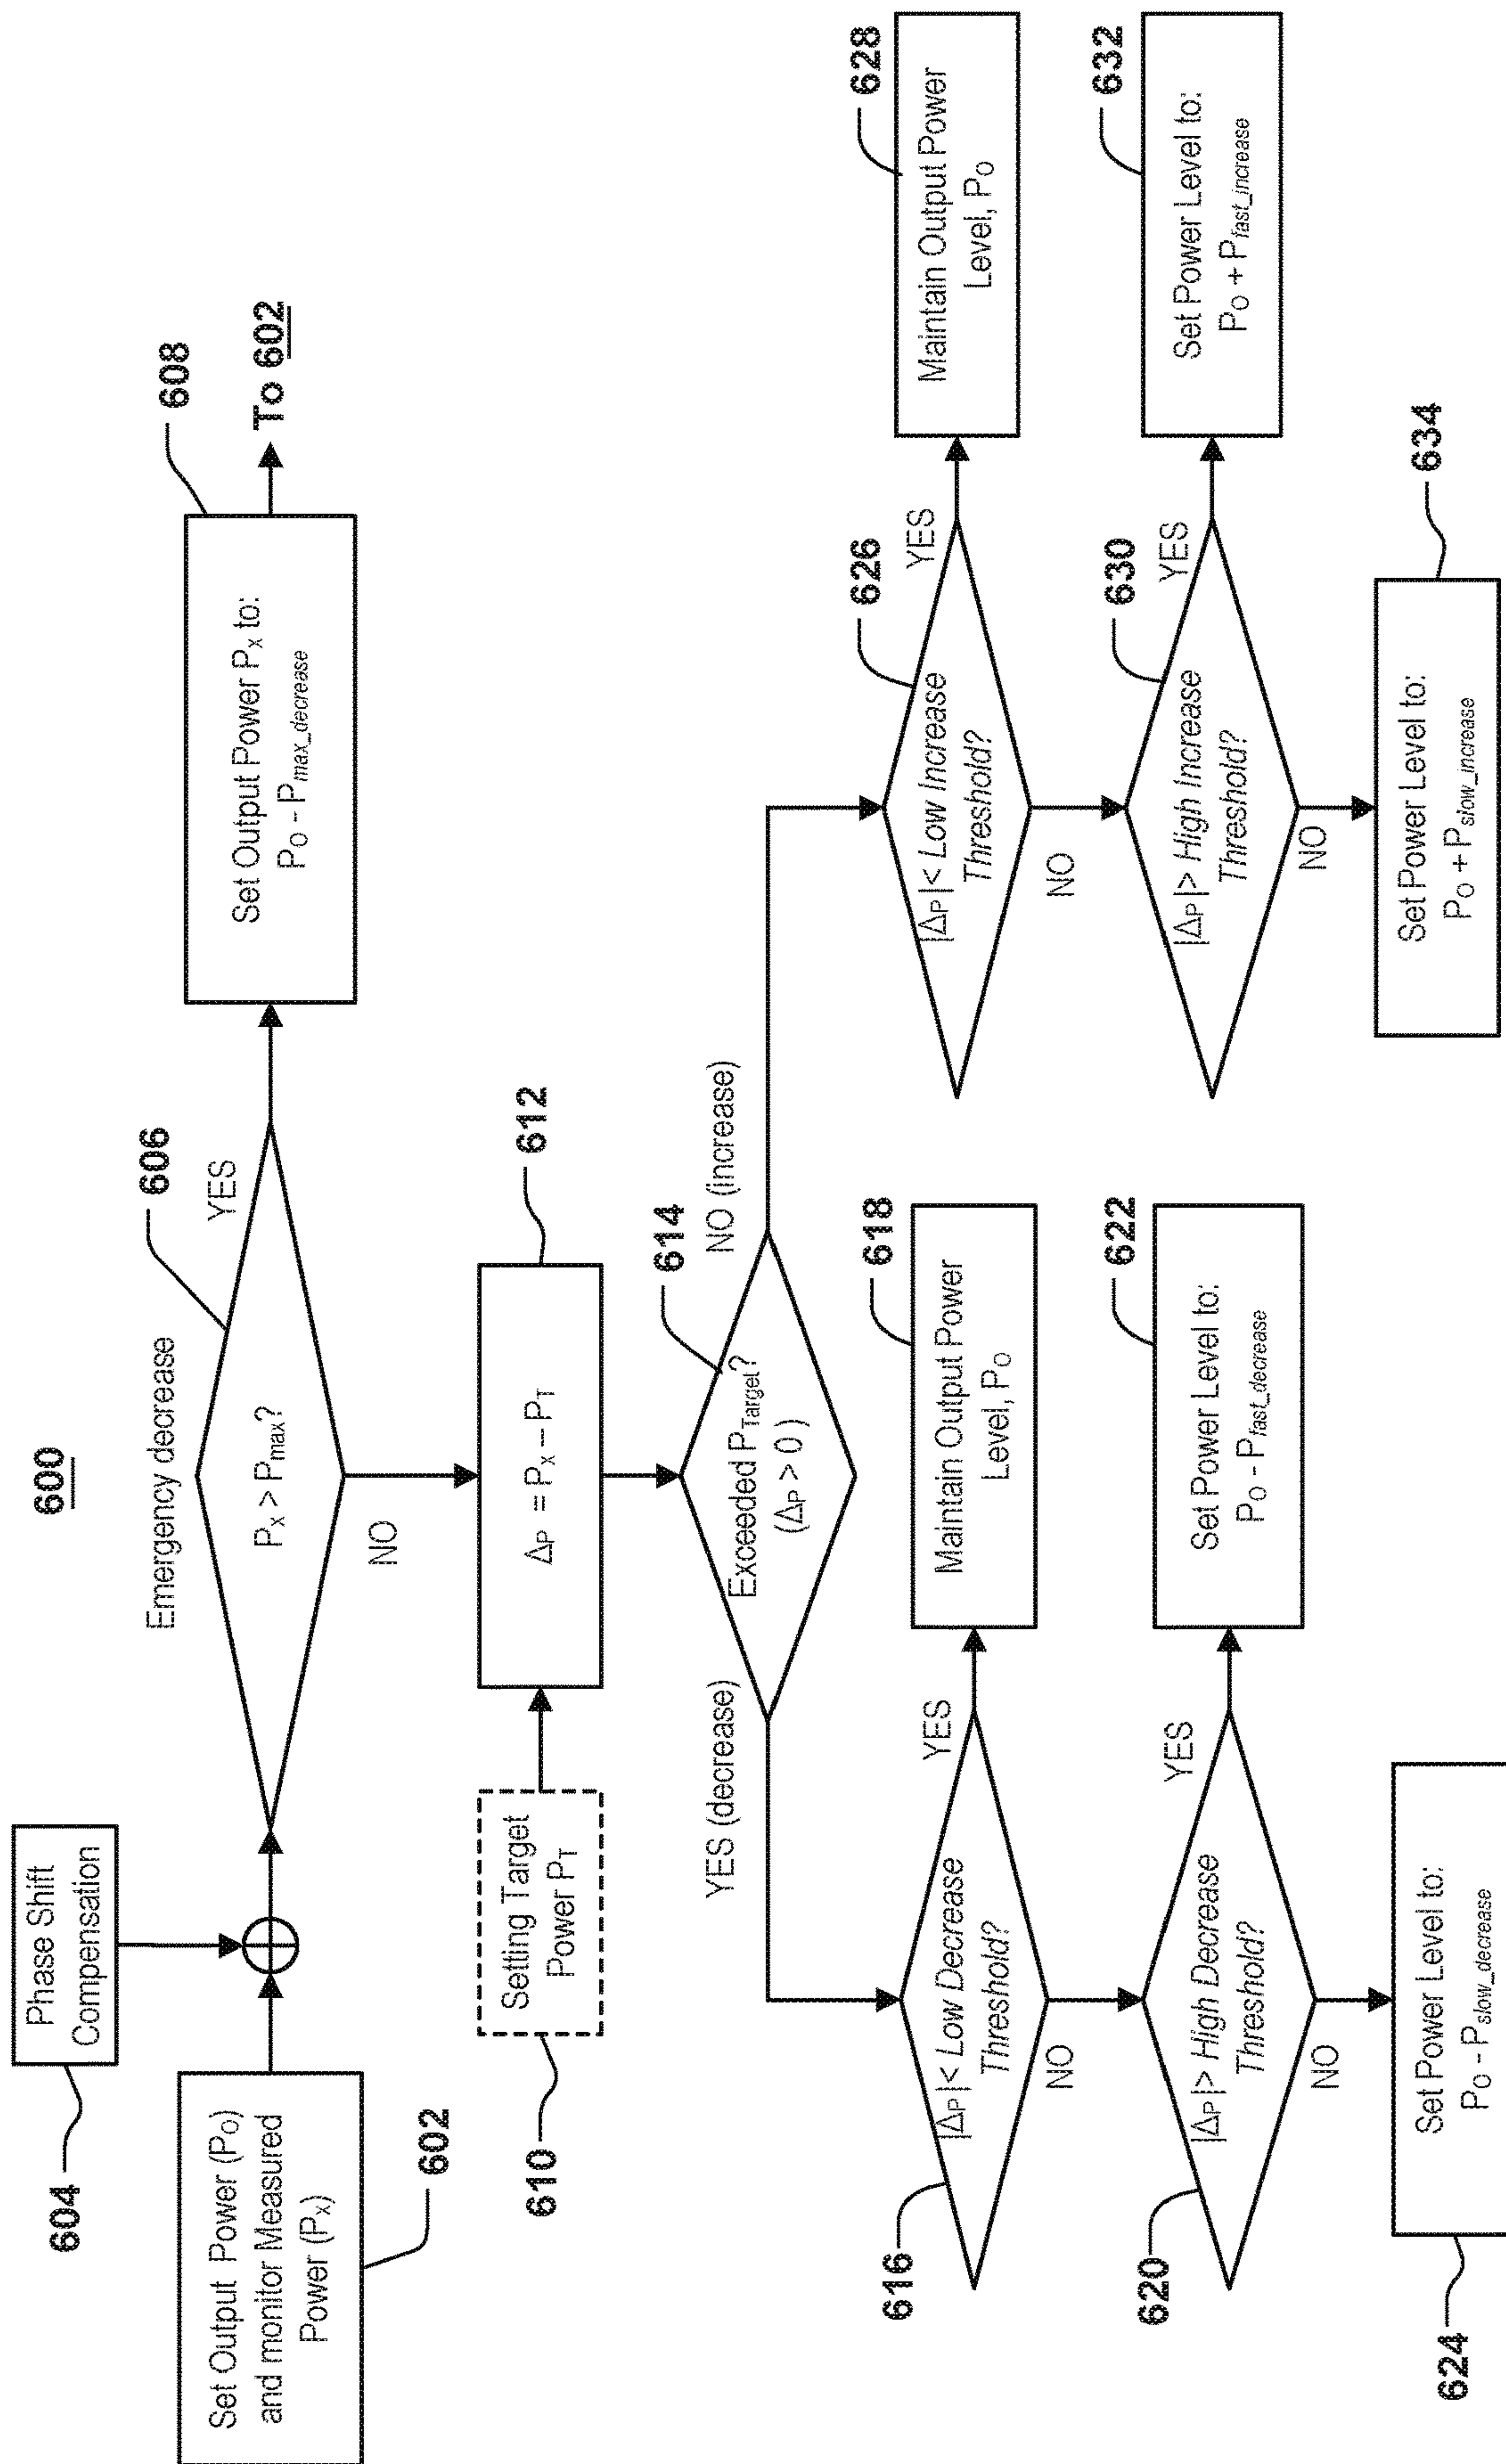 600
604
Phase Shift
Compensation
Set Output Power (PO)
and monitor Measured
Power (PX)
602
Emergency decrease
606
PX > Pmax?
YES
NO
608
Set Output Power PX to:
PO - Pmax_decrease
To 602
610
Setting Target
Power PT
612
ΔP = PX – PT
614
Exceeded PTarget?
(ΔP > 0 )
YES (decrease)
NO (increase)
616
|ΔP|< Low Decrease
Threshold?
YES
NO
618
Maintain Output Power
Level, PO
620
|ΔP|> High Decrease
Threshold?
YES
NO
622
Set Power Level to:
PO - Pfast_decrease
624
Set Power Level to:
PO - Pslow_decrease
626
|ΔP|< Low Increase
Threshold?
YES
NO
628
Maintain Output Power
Level, PO
630
|ΔP|> High Increase
Threshold?
YES
NO
632
Set Power Level to:
PO + Pfast_increase
634
Set Power Level to:
PO + Pslow_increase